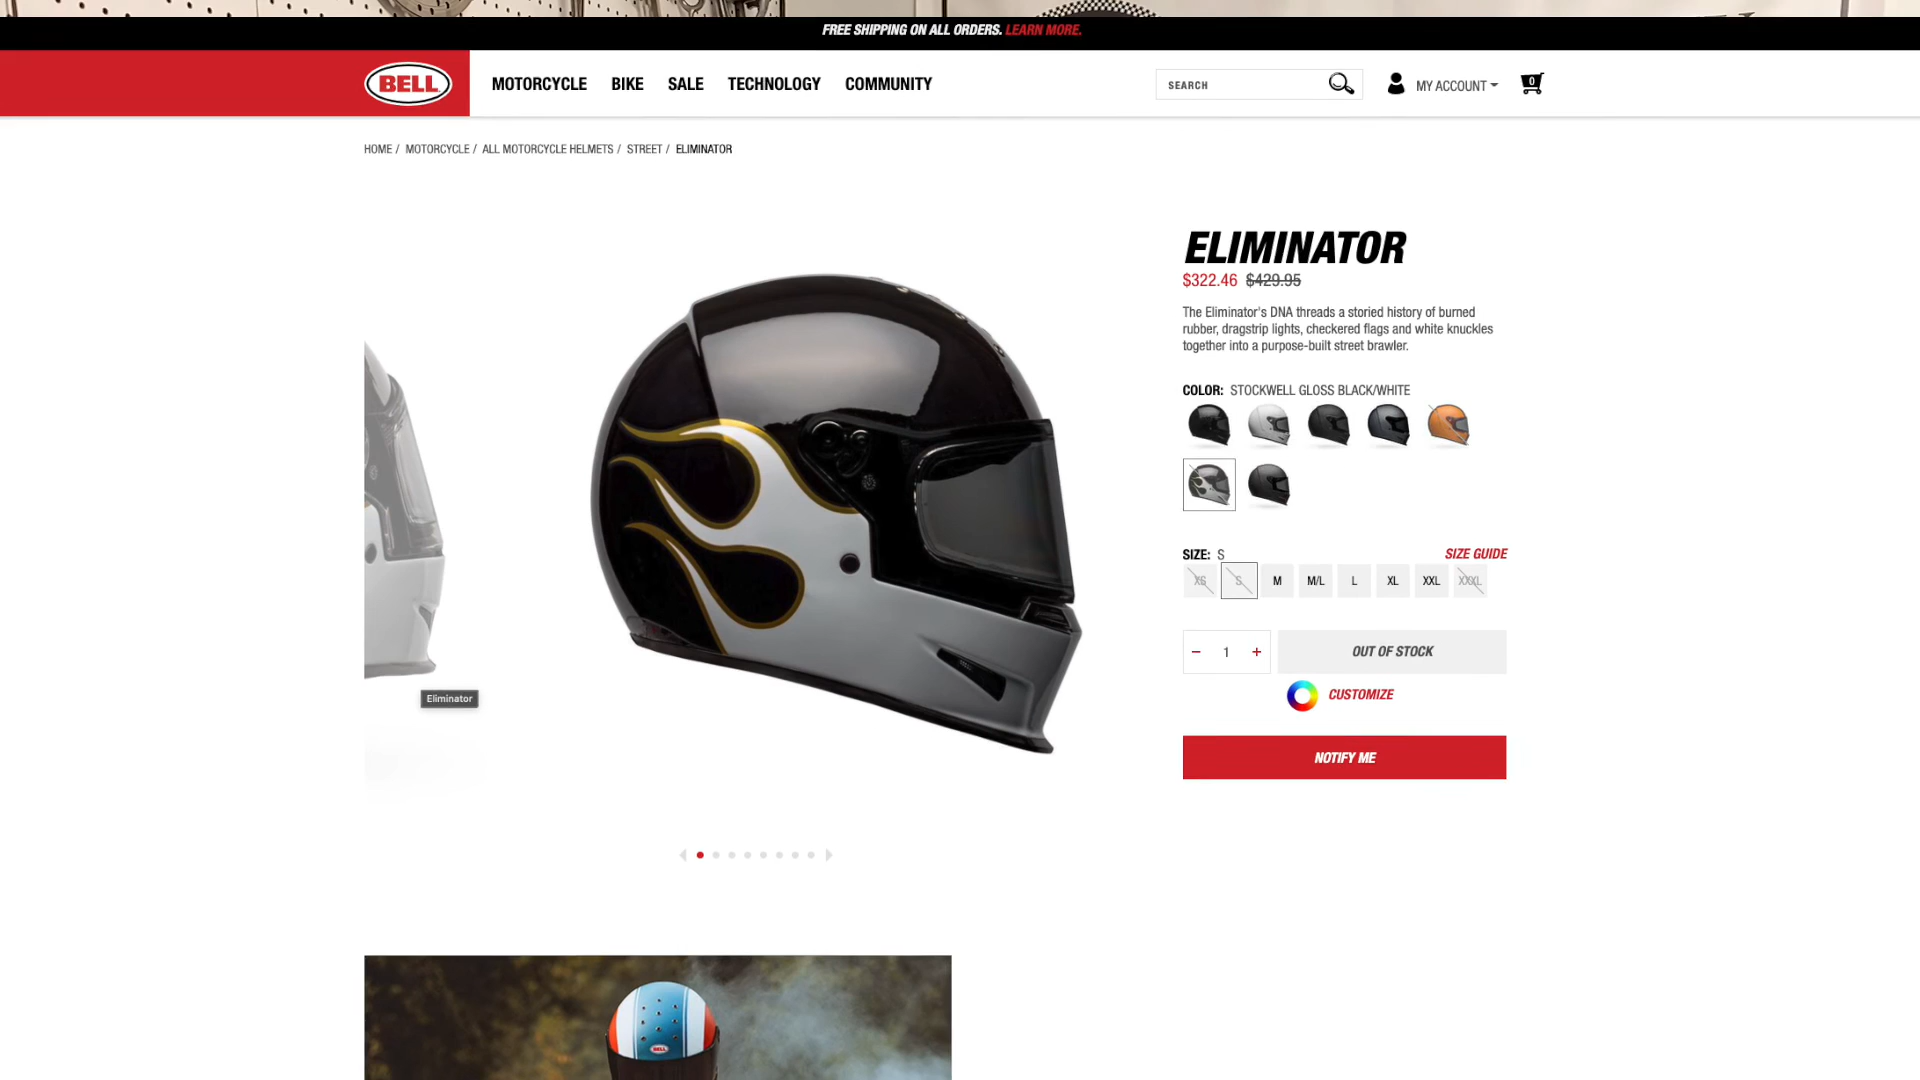 FREE SHIPPING ON ALL ORDERS. LEARN MORE.
BELL
MOTORCYCLE BIKE SALE TECHNOLOGY COMMUNITY
SEARCH
MY ACCOUNT
0
HOME / MOTORCYCLE / ALL MOTORCYCLE HELMETS / STREET / ELIMINATOR
ELIMINATOR
$322.46 $429.95
The Eliminator's DNA threads a storied history of burned
rubber, dragstrip lights, checkered flags and white knuckles
together into a purpose-built street brawler.
COLOR: STOCKWELL GLOSS BLACK/WHITE
SIZE: S
SIZE GUIDE
XS S M M/L L XL XXL XXXL
− 1 +
OUT OF STOCK
CUSTOMIZE
NOTIFY ME
Eliminator
BELL